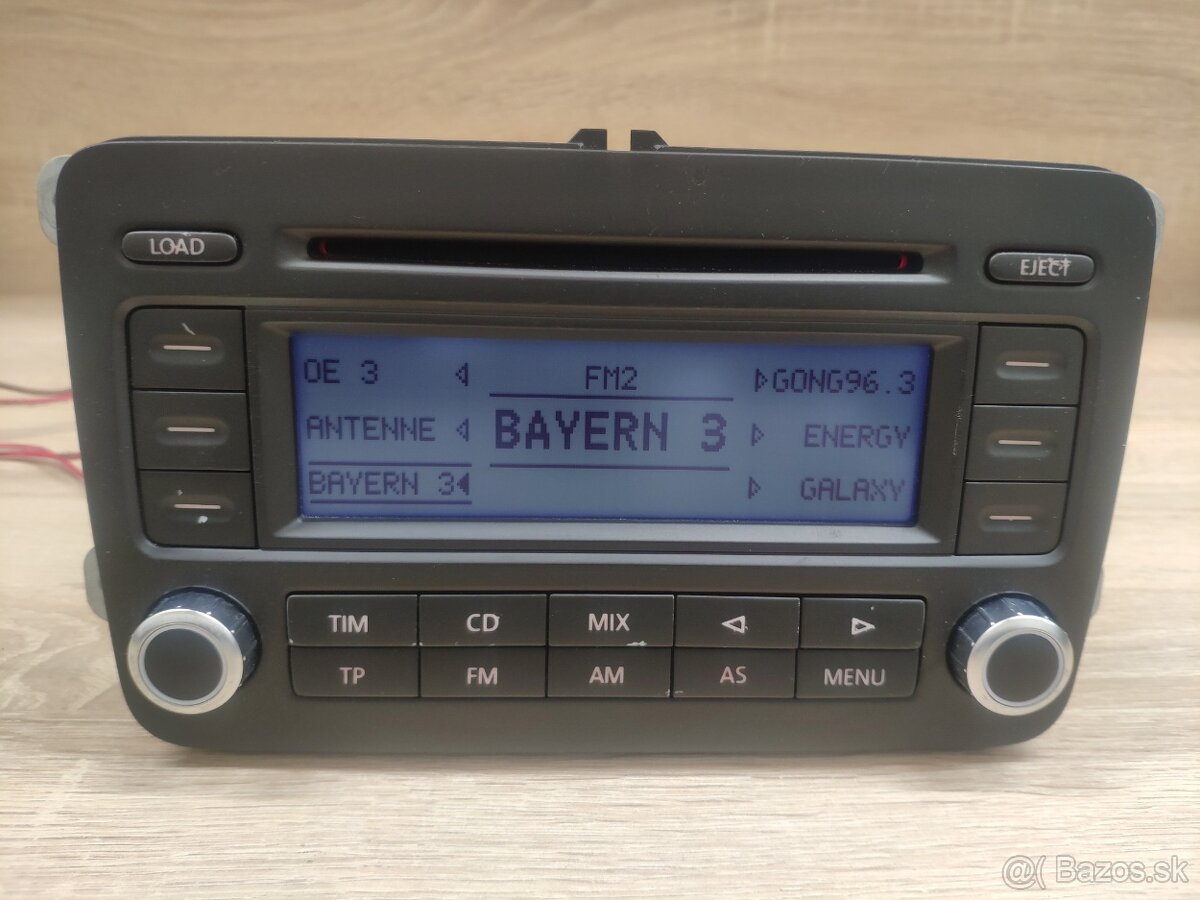 LOAD
EJECT
OE 3 FM2 GONG96.3
ANTENNE BAYERN 3 ENERGY
BAYERN 3 GALAXY
TIM CD MIX
TP FM AM AS MENU
@( Bazos.sk